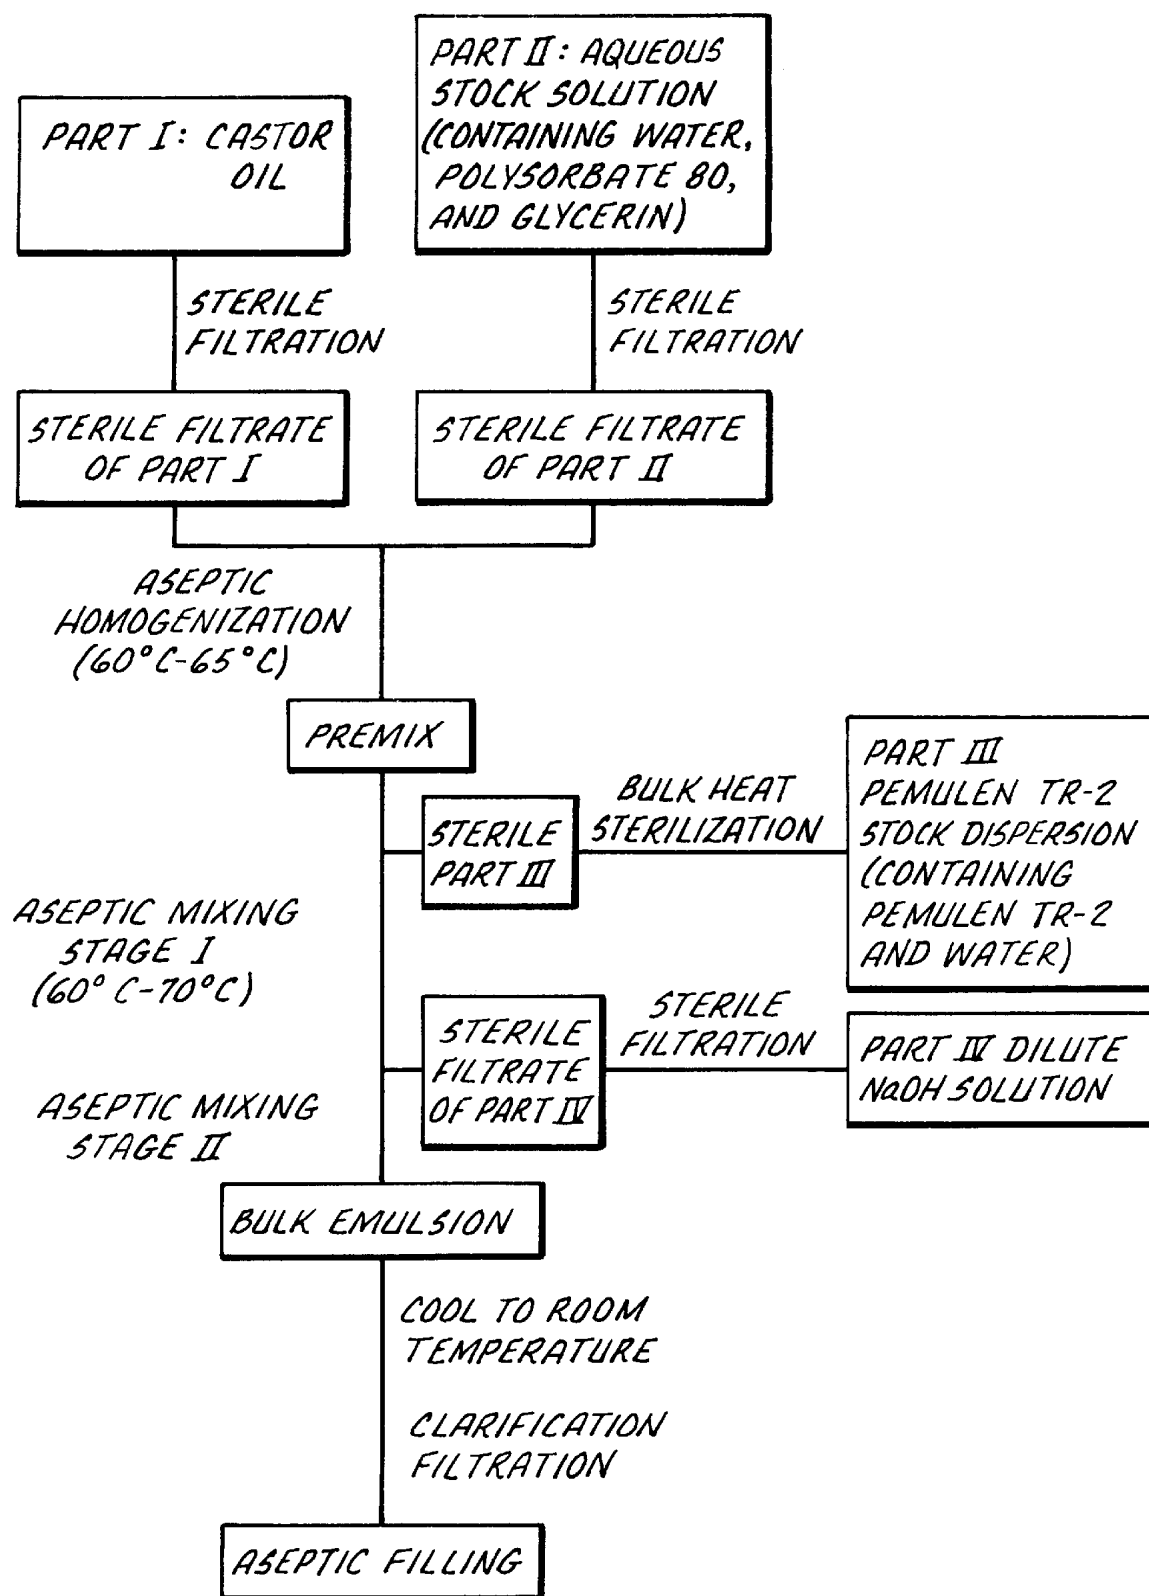 PART I: CASTOR
OIL
PART II: AQUEOUS
STOCK SOLUTION
(CONTAINING WATER,
POLYSORBATE 80,
AND GLYCERIN)
STERILE
FILTRATION
STERILE
FILTRATION
STERILE FILTRATE
OF PART I
STERILE FILTRATE
OF PART II
ASEPTIC
HOMOGENIZATION
(60°C-65°C)
PREMIX
STERILE
PART III
BULK HEAT
STERILIZATION
PART III
PEMULEN TR-2
STOCK DISPERSION
(CONTAINING
PEMULEN TR-2
AND WATER)
ASEPTIC MIXING
STAGE I
(60° C-70°C)
STERILE
FILTRATE
OF PART IV
STERILE
FILTRATION
PART IV DILUTE
NaOH SOLUTION
ASEPTIC MIXING
STAGE II
BULK EMULSION
COOL TO ROOM
TEMPERATURE
CLARIFICATION
FILTRATION
ASEPTIC FILLING